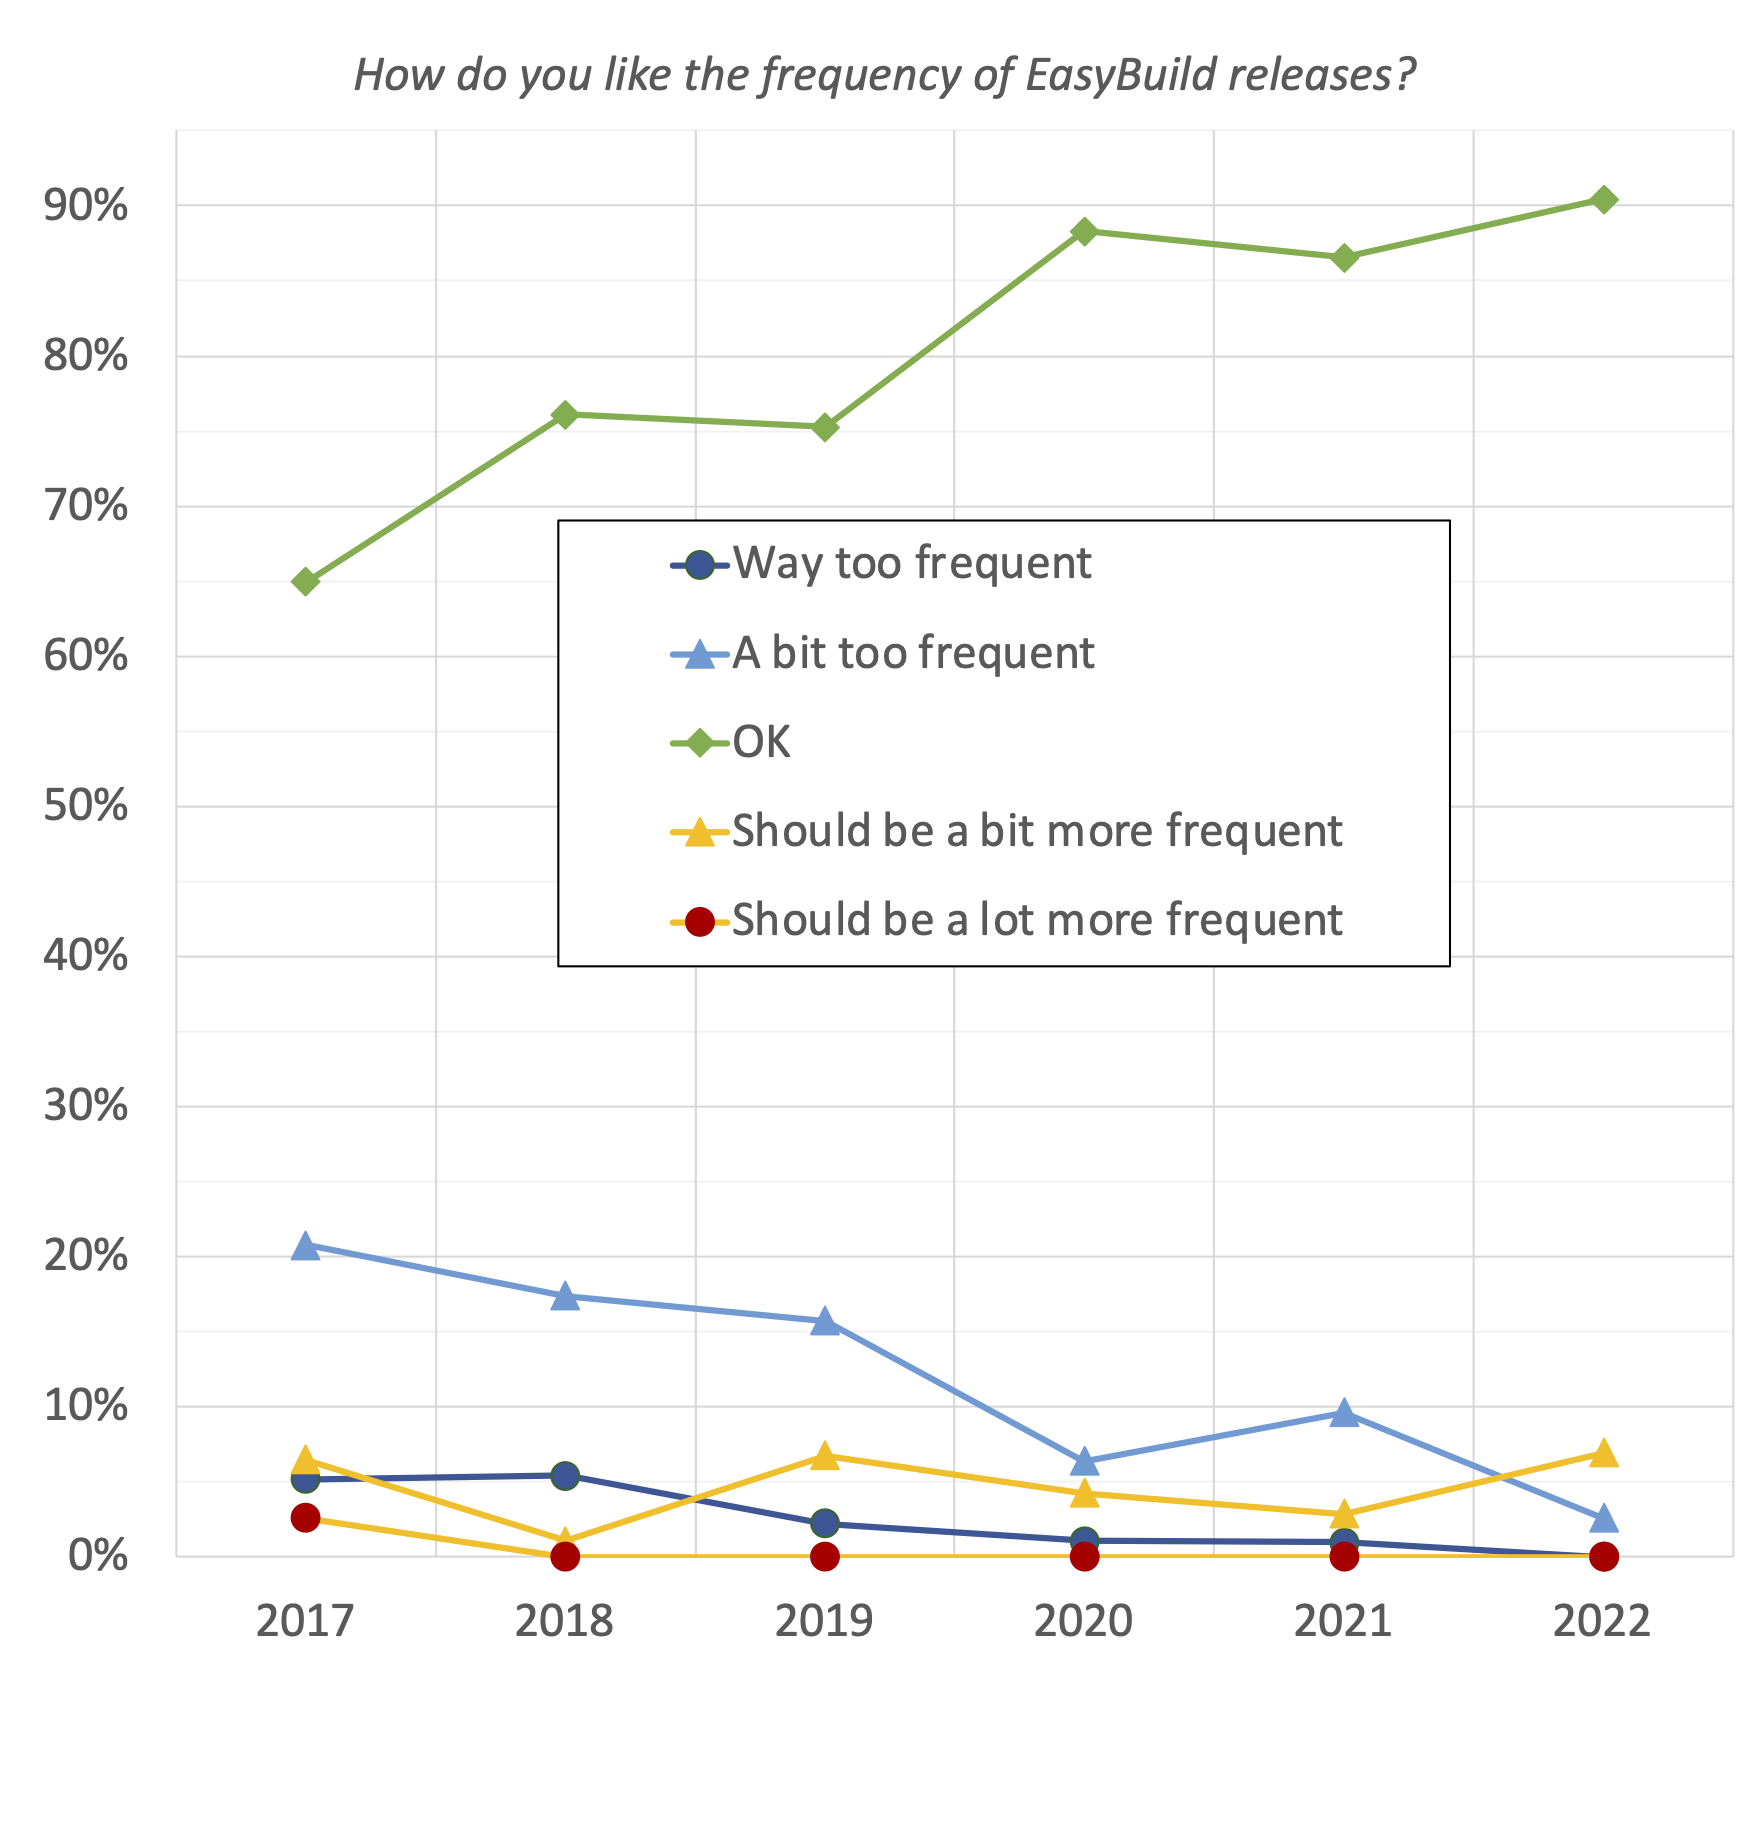 How do you like the frequency of EasyBuild releases?
90%
80%
70%
60%
50%
40%
30%
20%
10%
0%
Way too frequent
A bit too frequent
OK
Should be a bit more frequent
Should be a lot more frequent
2017 2018 2019 2020 2021 2022